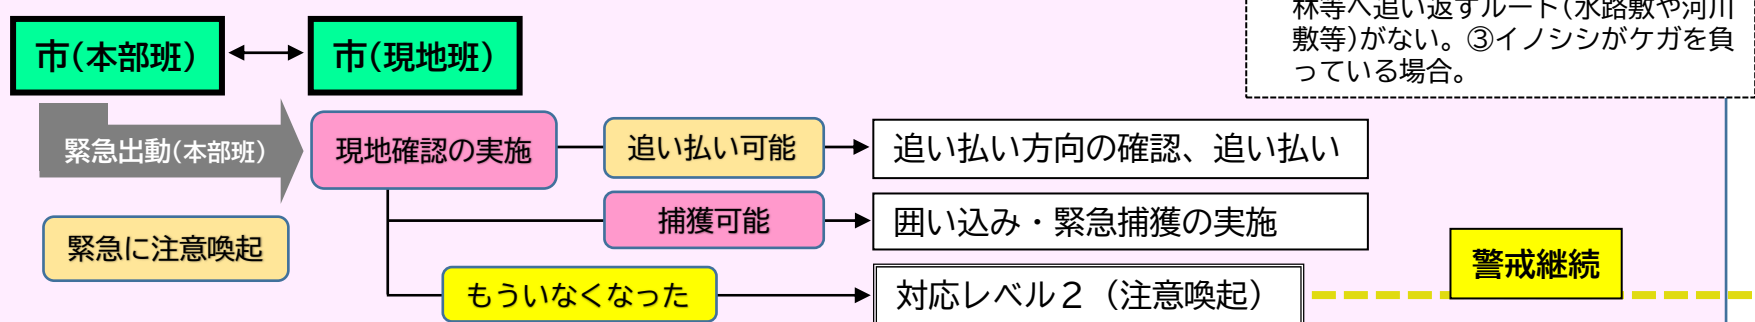 林等へ追い返すルート(水路敷や河川
敷等)がない。③イノシシがケガを負
っている場合。
市(本部班)
市(現地班)
緊急出動(本部班)
現地確認の実施
追い払い可能
追い払い方向の確認、追い払い
捕獲可能
囲い込み・緊急捕獲の実施
緊急に注意喚起
もういなくなった
対応レベル２（注意喚起）
警戒継続